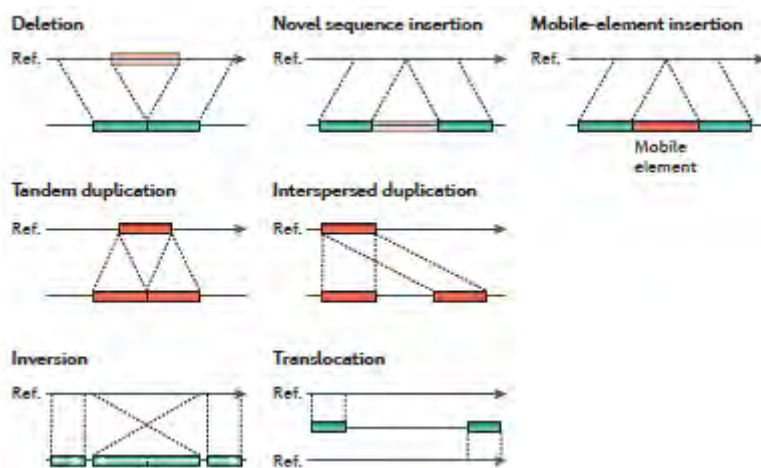 Deletion
Novel sequence insertion
Mobile-element insertion
Ref.
Ref.
Ref.
Mobile
element
Tandem duplication
Interspersed duplication
Ref.
Ref.
Inversion
Translocation
Ref.
Ref.
Ref.